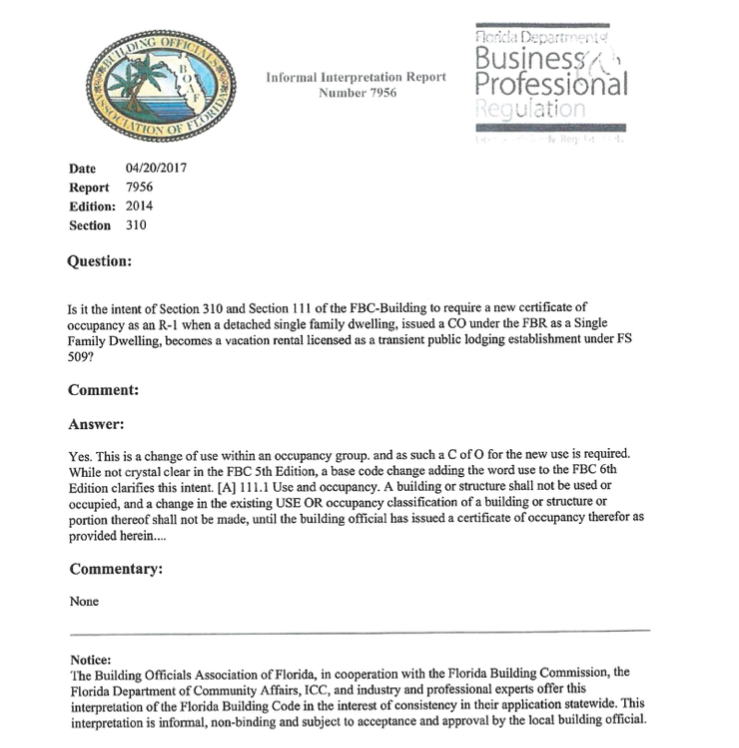 BUILDING OFFICIALS
BOAF
ASSOCIATION OF FLORIDA
Informal Interpretation Report
Number 7956
Florida Department of
Business
Professional
Regulation
Date 04/20/2017
Report 7956
Edition: 2014
Section 310
Question:
Is it the intent of Section 310 and Section 111 of the FBC-Building to require a new certificate of
occupancy as an R-1 when a detached single family dwelling, issued a CO under the FBR as a Single
Family Dwelling, becomes a vacation rental licensed as a transient public lodging establishment under FS
509?
Comment:
Answer:
Yes. This is a change of use within an occupancy group. and as such a C of O for the new use is required.
While not crystal clear in the FBC 5th Edition, a base code change adding the word use to the FBC 6th
Edition clarifies this intent. [A] 111.1 Use and occupancy. A building or structure shall not be used or
occupied, and a change in the existing USE OR occupancy classification of a building or structure or
portion thereof shall not be made, until the building official has issued a certificate of occupancy therefor as
provided herein....
Commentary:
None
Notice:
The Building Officials Association of Florida, in cooperation with the Florida Building Commission, the
Florida Department of Community Affairs, ICC, and industry and professional experts offer this
interpretation of the Florida Building Code in the interest of consistency in their application statewide. This
interpretation is informal, non-binding and subject to acceptance and approval by the local building official.